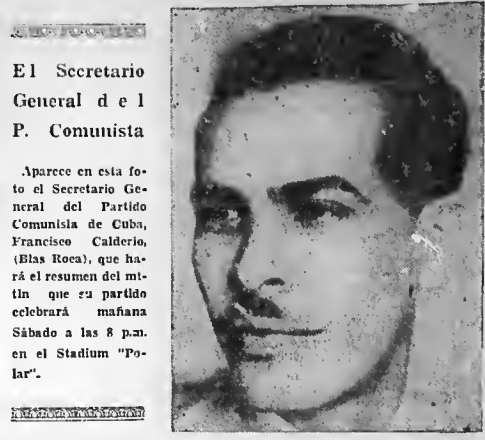 El Secretario
General del
P. Comunista
Aparece en esta fo-
to el Secretario Ge-
neral del Partido
Comunista de Cuba,
Francisco Calderio,
(Blas Roca), que ha-
rá el resumen del mi-
tin que su partido
celebrará mañana
Sábado a las 8 p.m.
en el Stadium "Po-
lar".